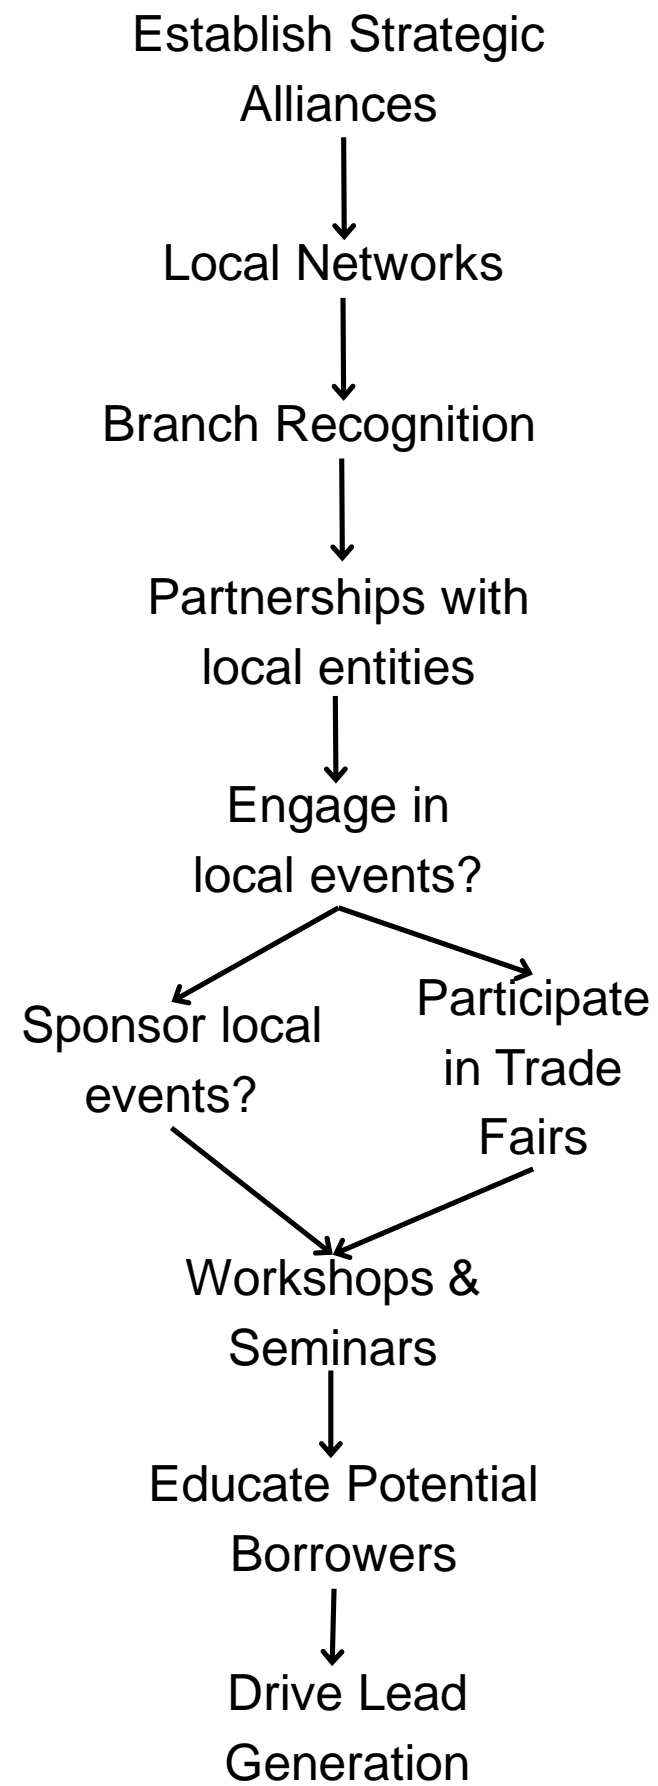 Establish Strategic
Alliances
Local Networks
Branch Recognition
Partnerships with
local entities
Engage in
local events?
Sponsor local
events?
Participate
in Trade
Fairs
Workshops &
Seminars
Educate Potential
Borrowers
Drive Lead
Generation